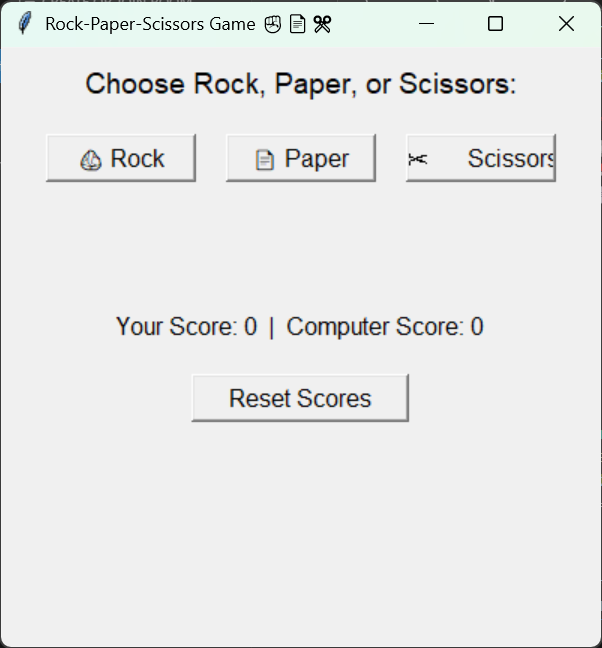 Rock-Paper-Scissors Game ✊📄✂
Choose Rock, Paper, or Scissors:
🪨 Rock 📄 Paper ✂ Scissors
Your Score: 0 | Computer Score: 0
Reset Scores